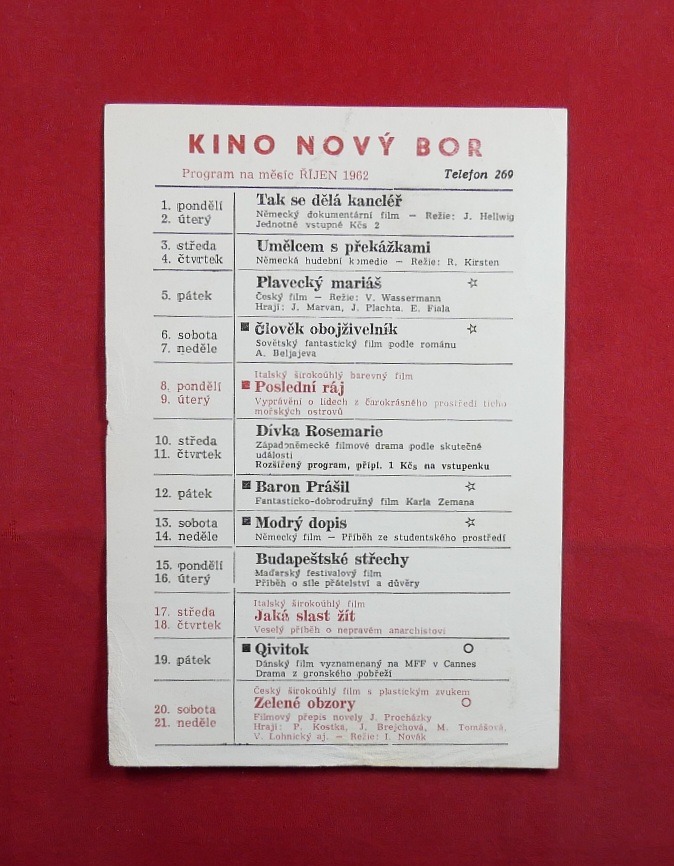 KINO NOVÝ BOR
Program na měsíc ŘÍJEN 1962 Telefon 269
1. pondělí
2. úterý
Tak se dělá kancléř
Německý dokumentární film — Režie: J. Hellwig
Jednotné vstupné Kčs 2
3. středa
4. čtvrtek
Umělcem s překážkami
Německá hudební komedie — Režie: R. Kirsten
5. pátek
Plavecký mariáš ☆
Český film — Režie: V. Wassermann
Hrají: J. Marvan, J. Plachta. E. Fiala
6. sobota
7. neděle
■ Člověk obojživelník ☆
Sovětský fantastický film podle románu
A. Beljajeva
8. pondělí
9. úterý
Italský širokoúhlý barevný film
■ Poslední ráj
Vyprávění o lidech z čarokrásného prostředí ticho
mořských ostrovů
10. středa
11. čtvrtek
Dívka Rosemarie
Západoněmecké filmové drama podle skutečné
události
Rozšířený program, přípl. 1 Kčs na vstupenku
12. pátek
■ Baron Prášil ☆
Fantasticko-dobrodružný film Karla Zemana
13. sobota
14. neděle
■ Modrý dopis ☆
Německý film — Příběh ze studentského prostředí
15. pondělí
16. úterý
Budapeštské střechy
Maďarský festivalový film
Příběh o síle přátelství a důvěry
17. středa
18. čtvrtek
Italský širokoúhlý film
Jaká slast žít
Veselý příběh o nepravém anarchistovi
19. pátek
■ Qivitok O
Dánský film vyznamenaný na MFF v Cannes
Drama z gronského pobřeží
20. sobota
21. neděle
Český širokoúhlý film s plastickým zvukem
Zelené obzory O
Filmový přepis novely J. Procházky
Hrají: P. Kostka, J. Brejchová, M. Tomášová,
V. Lohnický aj. — Režie: I. Novák